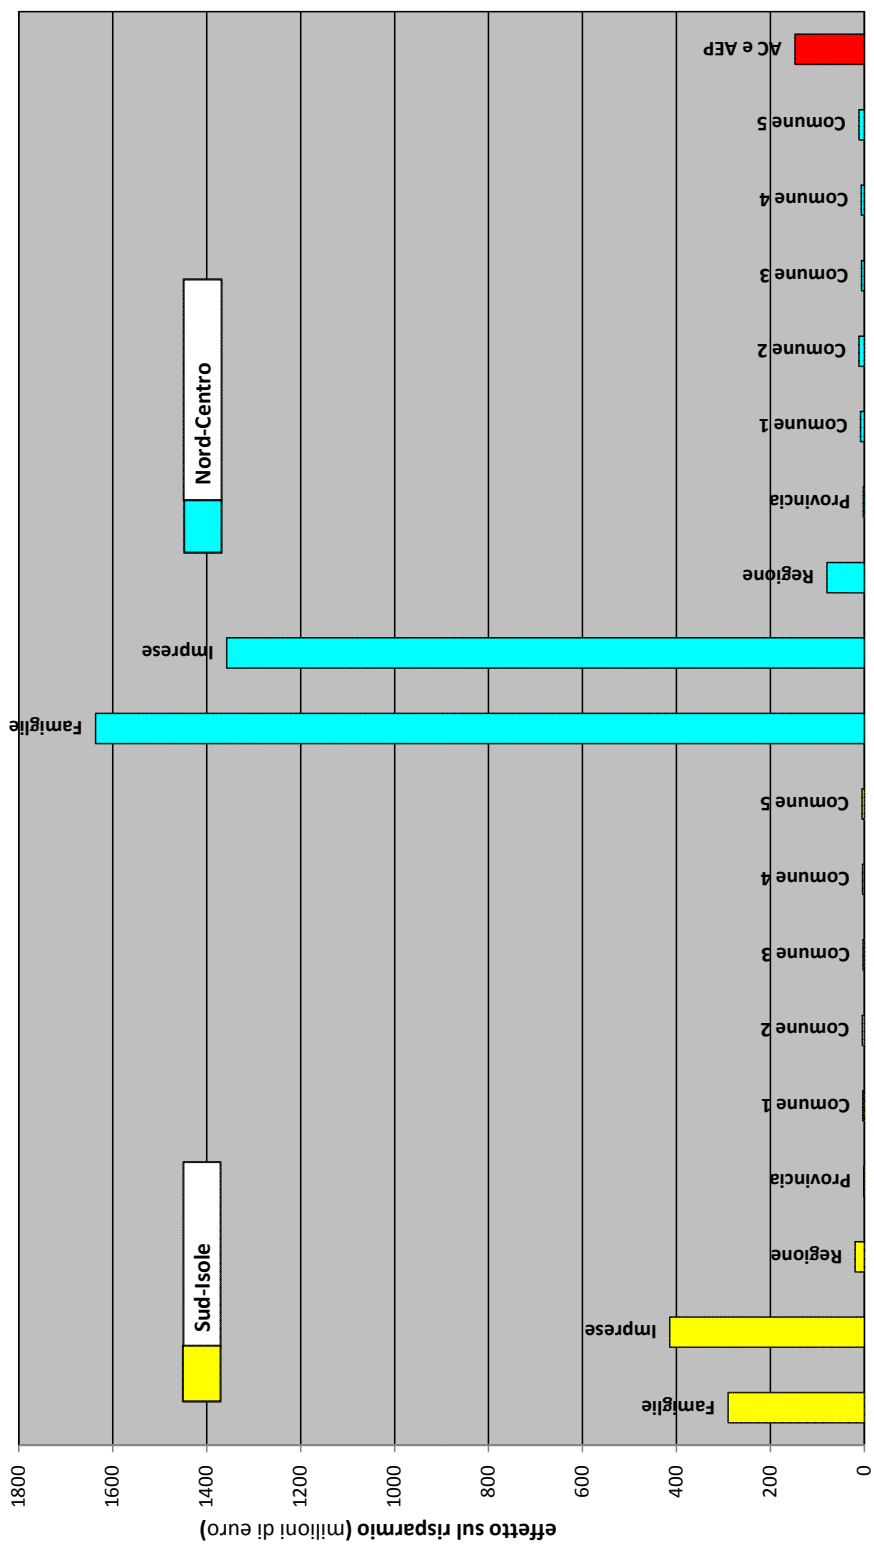 effetto sul risparmio (milioni di euro)
1800
1600
1400
1200
1000
800
600
400
200
0
Sud-Isole
Nord-Centro
Famiglie
Imprese
Regione
Provincia
Comune 1
Comune 2
Comune 3
Comune 4
Comune 5
Famiglie
Imprese
Regione
Provincia
Comune 1
Comune 2
Comune 3
Comune 4
Comune 5
AC e AEP